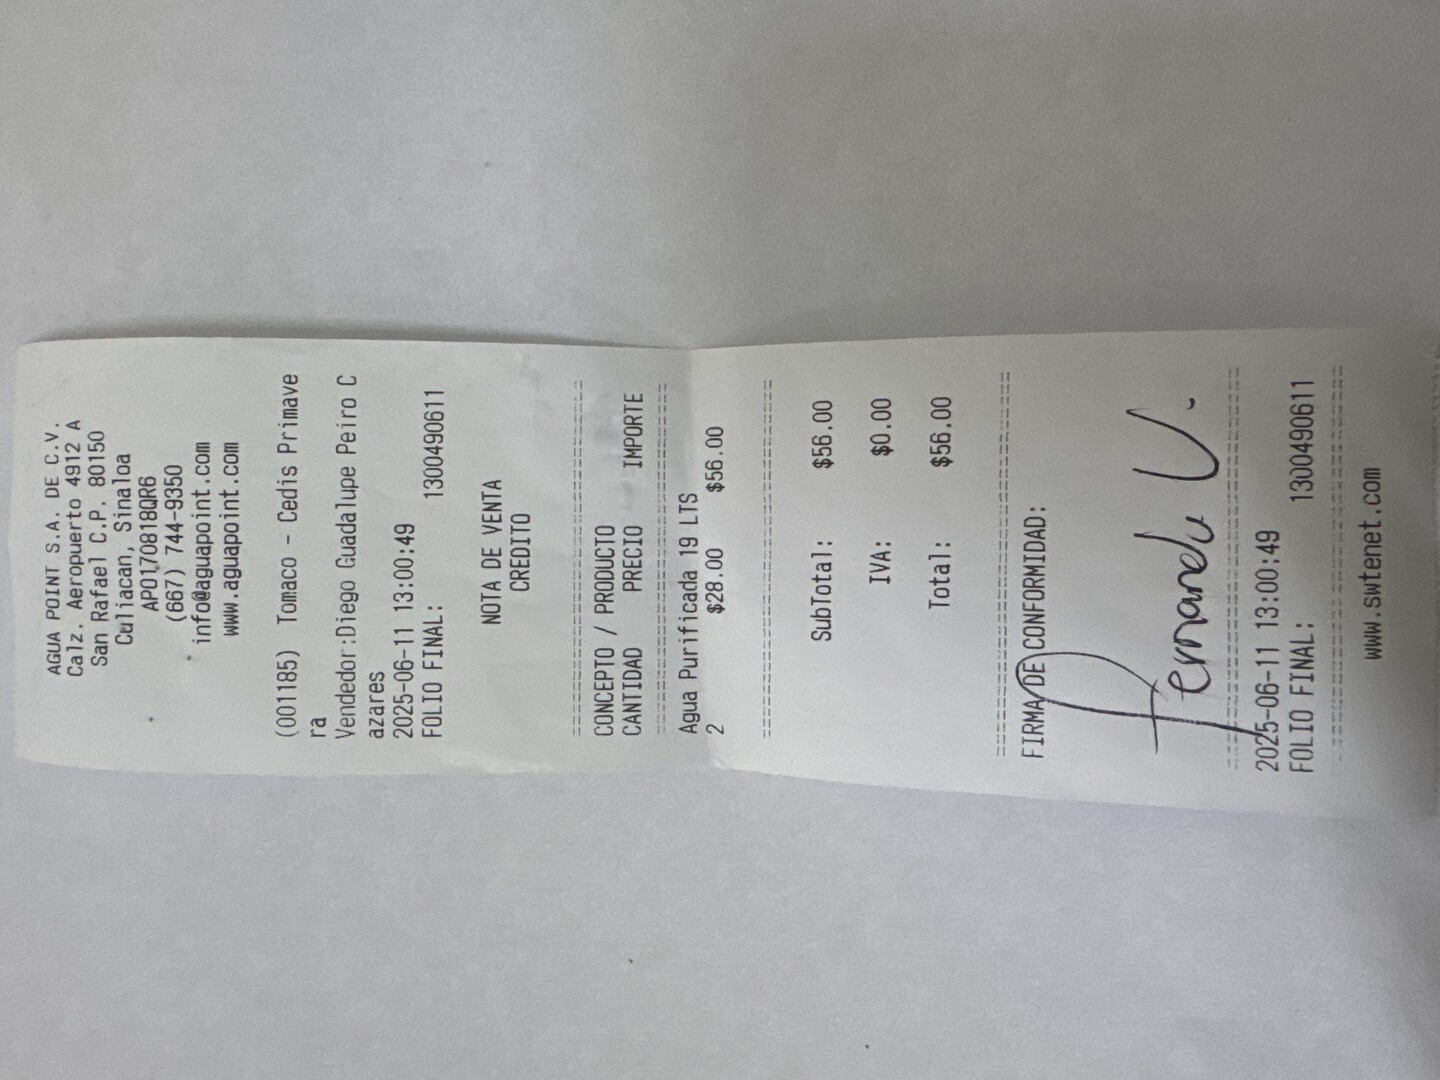 AGUA POINT S.A. DE C.V.
Calz. Aeropuerto 4912 A
San Rafael C.P. 80150
Culiacan, Sinaloa
APO170818QR6
(667) 744-9350
info@aguapoint.com
www.aguapoint.com
(001185) Tomaco - Cedis Primave
ra
Vendedor:Diego Guadalupe Peiro C
azares
2025-06-11 13:00:49
FOLIO FINAL: 1300490611
NOTA DE VENTA
CREDITO
CONCEPTO / PRODUCTO
CANTIDAD PRECIO IMPORTE
Agua Purificada 19 LTS
2 $28.00 $56.00
SubTotal: $56.00
IVA: $0.00
Total: $56.00
FIRMA DE CONFORMIDAD:
Fernando V.
2025-06-11 13:00:49
FOLIO FINAL: 1300490611
www.swtenet.com